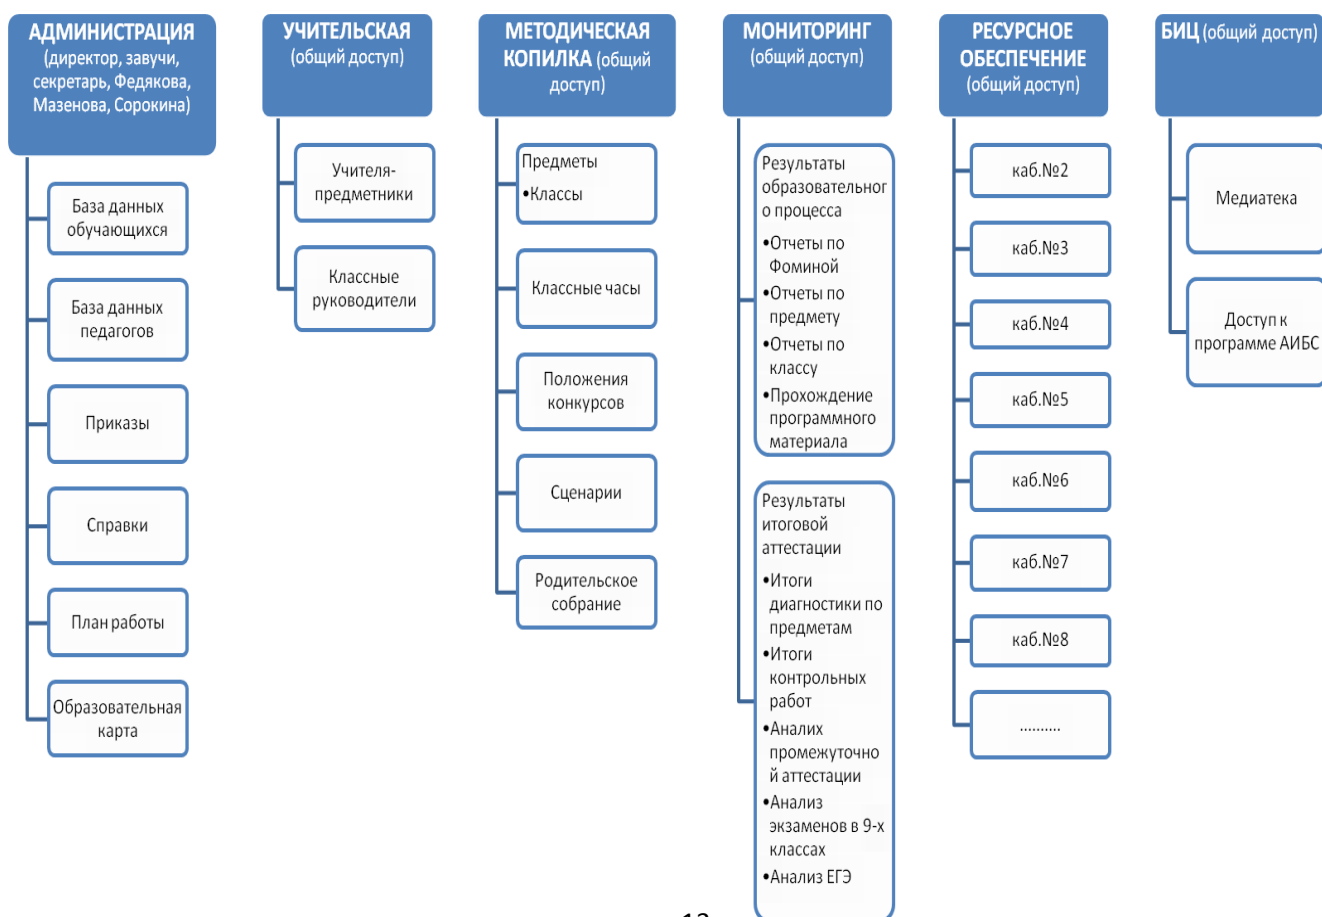 АДМИНИСТРАЦИЯ
(директор, завучи,
секретарь, Федякова,
Мазенова, Сорокина)
База данных
обучающихся
База данных
педагогов
Приказы
Справки
План работы
Образовательная
карта
УЧИТЕЛЬСКАЯ
(общий доступ)
Учителя-
предметники
Классные
руководители
МЕТОДИЧЕСКАЯ
КОПИЛКА (общий
доступ)
Предметы
•Классы
Классные часы
Положения
конкурсов
Сценарии
Родительское
собрание
МОНИТОРИНГ
(общий доступ)
Результаты
образовательног
о процесса
•Отчеты по
Фоминой
•Отчеты по
предмету
•Отчеты по
классу
•Прохождение
программного
материала
Результаты
итоговой
аттестации
•Итоги
диагностики по
предметам
•Итоги
контрольных
работ
•Аналих
промежуточно
й аттестации
•Анализ
экзаменов в 9-х
классах
•Анализ ЕГЭ
РЕСУРСНОЕ
ОБЕСПЕЧЕНИЕ
(общий доступ)
каб.№2
каб.№3
каб.№4
каб.№5
каб.№6
каб.№7
каб.№8
..........
БИЦ (общий доступ)
Медиатека
Доступ к
программе АИБС